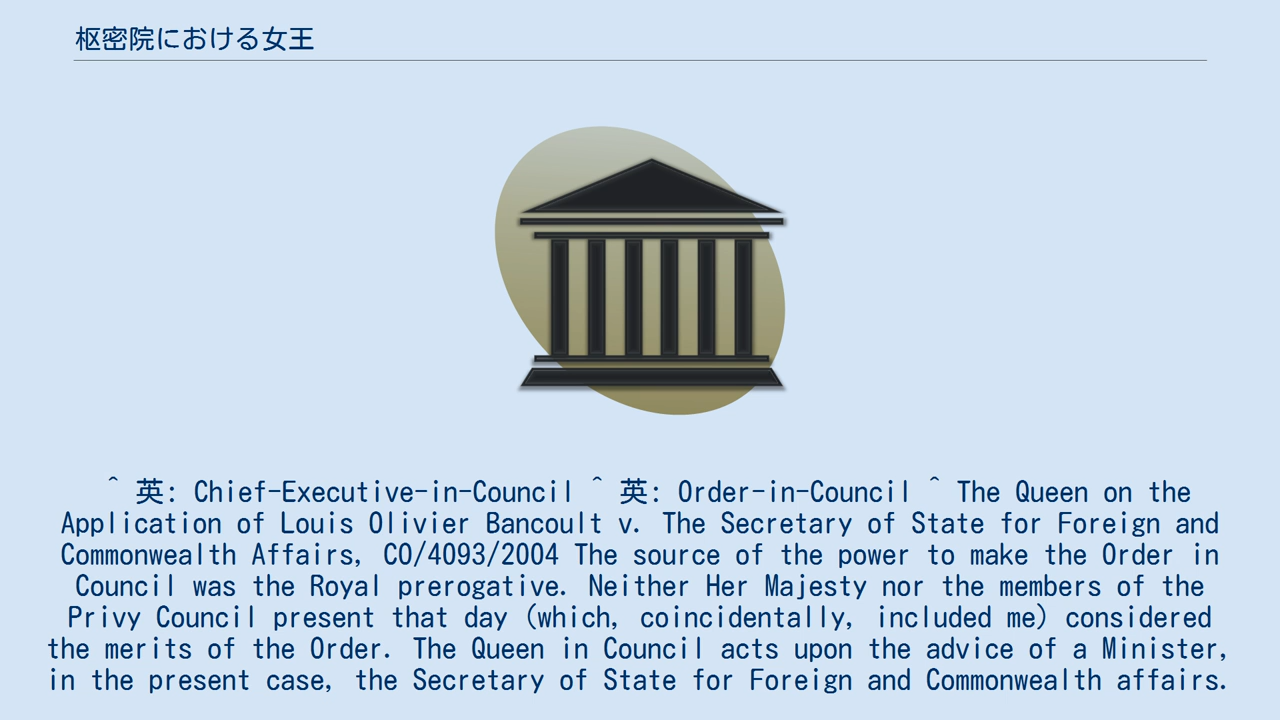 枢密院における女王
^ 英: Chief-Executive-in-Council ^ 英: Order-in-Council ^ The Queen on the
Application of Louis Olivier Bancoult v. The Secretary of State for Foreign and
Commonwealth Affairs, CO/4093/2004 The source of the power to make the Order in
Council was the Royal prerogative. Neither Her Majesty nor the members of the
Privy Council present that day (which, coincidentally, included me) considered
the merits of the Order. The Queen in Council acts upon the advice of a Minister,
in the present case, the Secretary of State for Foreign and Commonwealth affairs.